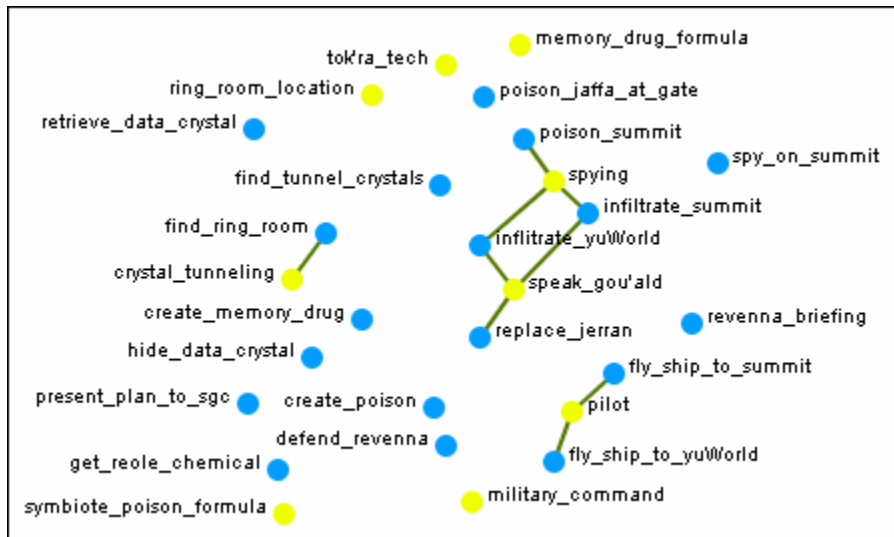 memory_drug_formula
tok'ra_tech
ring_room_location
poison_jaffa_at_gate
retrieve_data_crystal
poison_summit
spy_on_summit
find_tunnel_crystals
spying
infiltrate_summit
find_ring_room
inflitrate_yuWorld
crystal_tunneling
speak_gou'ald
create_memory_drug
revenna_briefing
replace_jerran
hide_data_crystal
fly_ship_to_summit
present_plan_to_sgc
create_poison
pilot
defend_revenna
get_reole_chemical
fly_ship_to_yuWorld
military_command
symbiote_poison_formula